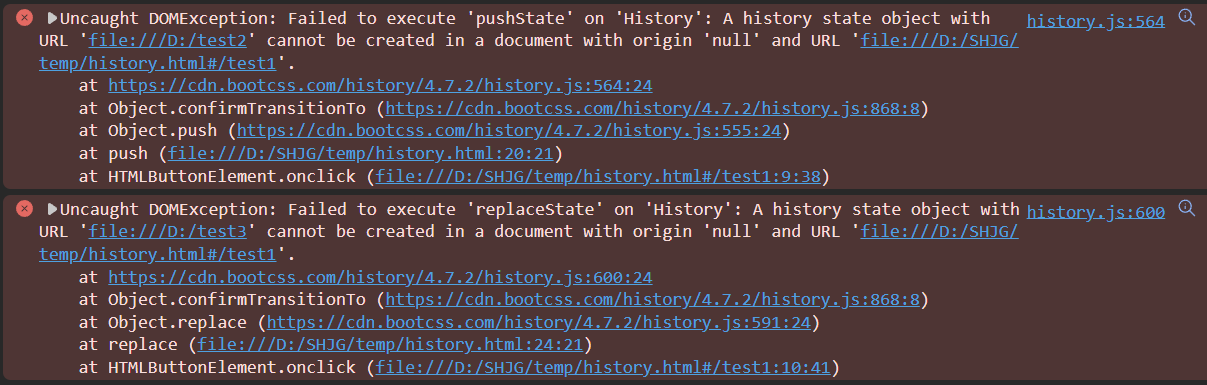 ▶Uncaught DOMException: Failed to execute 'pushState' on 'History': A history state object with history.js:564
URL 'file:///D:/test2' cannot be created in a document with origin 'null' and URL 'file:///D:/SHJG/
temp/history.html#/test1'.
at https://cdn.bootcss.com/history/4.7.2/history.js:564:24
at Object.confirmTransitionTo (https://cdn.bootcss.com/history/4.7.2/history.js:868:8)
at Object.push (https://cdn.bootcss.com/history/4.7.2/history.js:555:24)
at push (file:///D:/SHJG/temp/history.html:20:21)
at HTMLButtonElement.onclick (file:///D:/SHJG/temp/history.html#/test1:9:38)
▶Uncaught DOMException: Failed to execute 'replaceState' on 'History': A history state object with history.js:600
URL 'file:///D:/test3' cannot be created in a document with origin 'null' and URL 'file:///D:/SHJG/
temp/history.html#/test1'.
at https://cdn.bootcss.com/history/4.7.2/history.js:600:24
at Object.confirmTransitionTo (https://cdn.bootcss.com/history/4.7.2/history.js:868:8)
at Object.replace (https://cdn.bootcss.com/history/4.7.2/history.js:591:24)
at replace (file:///D:/SHJG/temp/history.html:24:21)
at HTMLButtonElement.onclick (file:///D:/SHJG/temp/history.html#/test1:10:41)